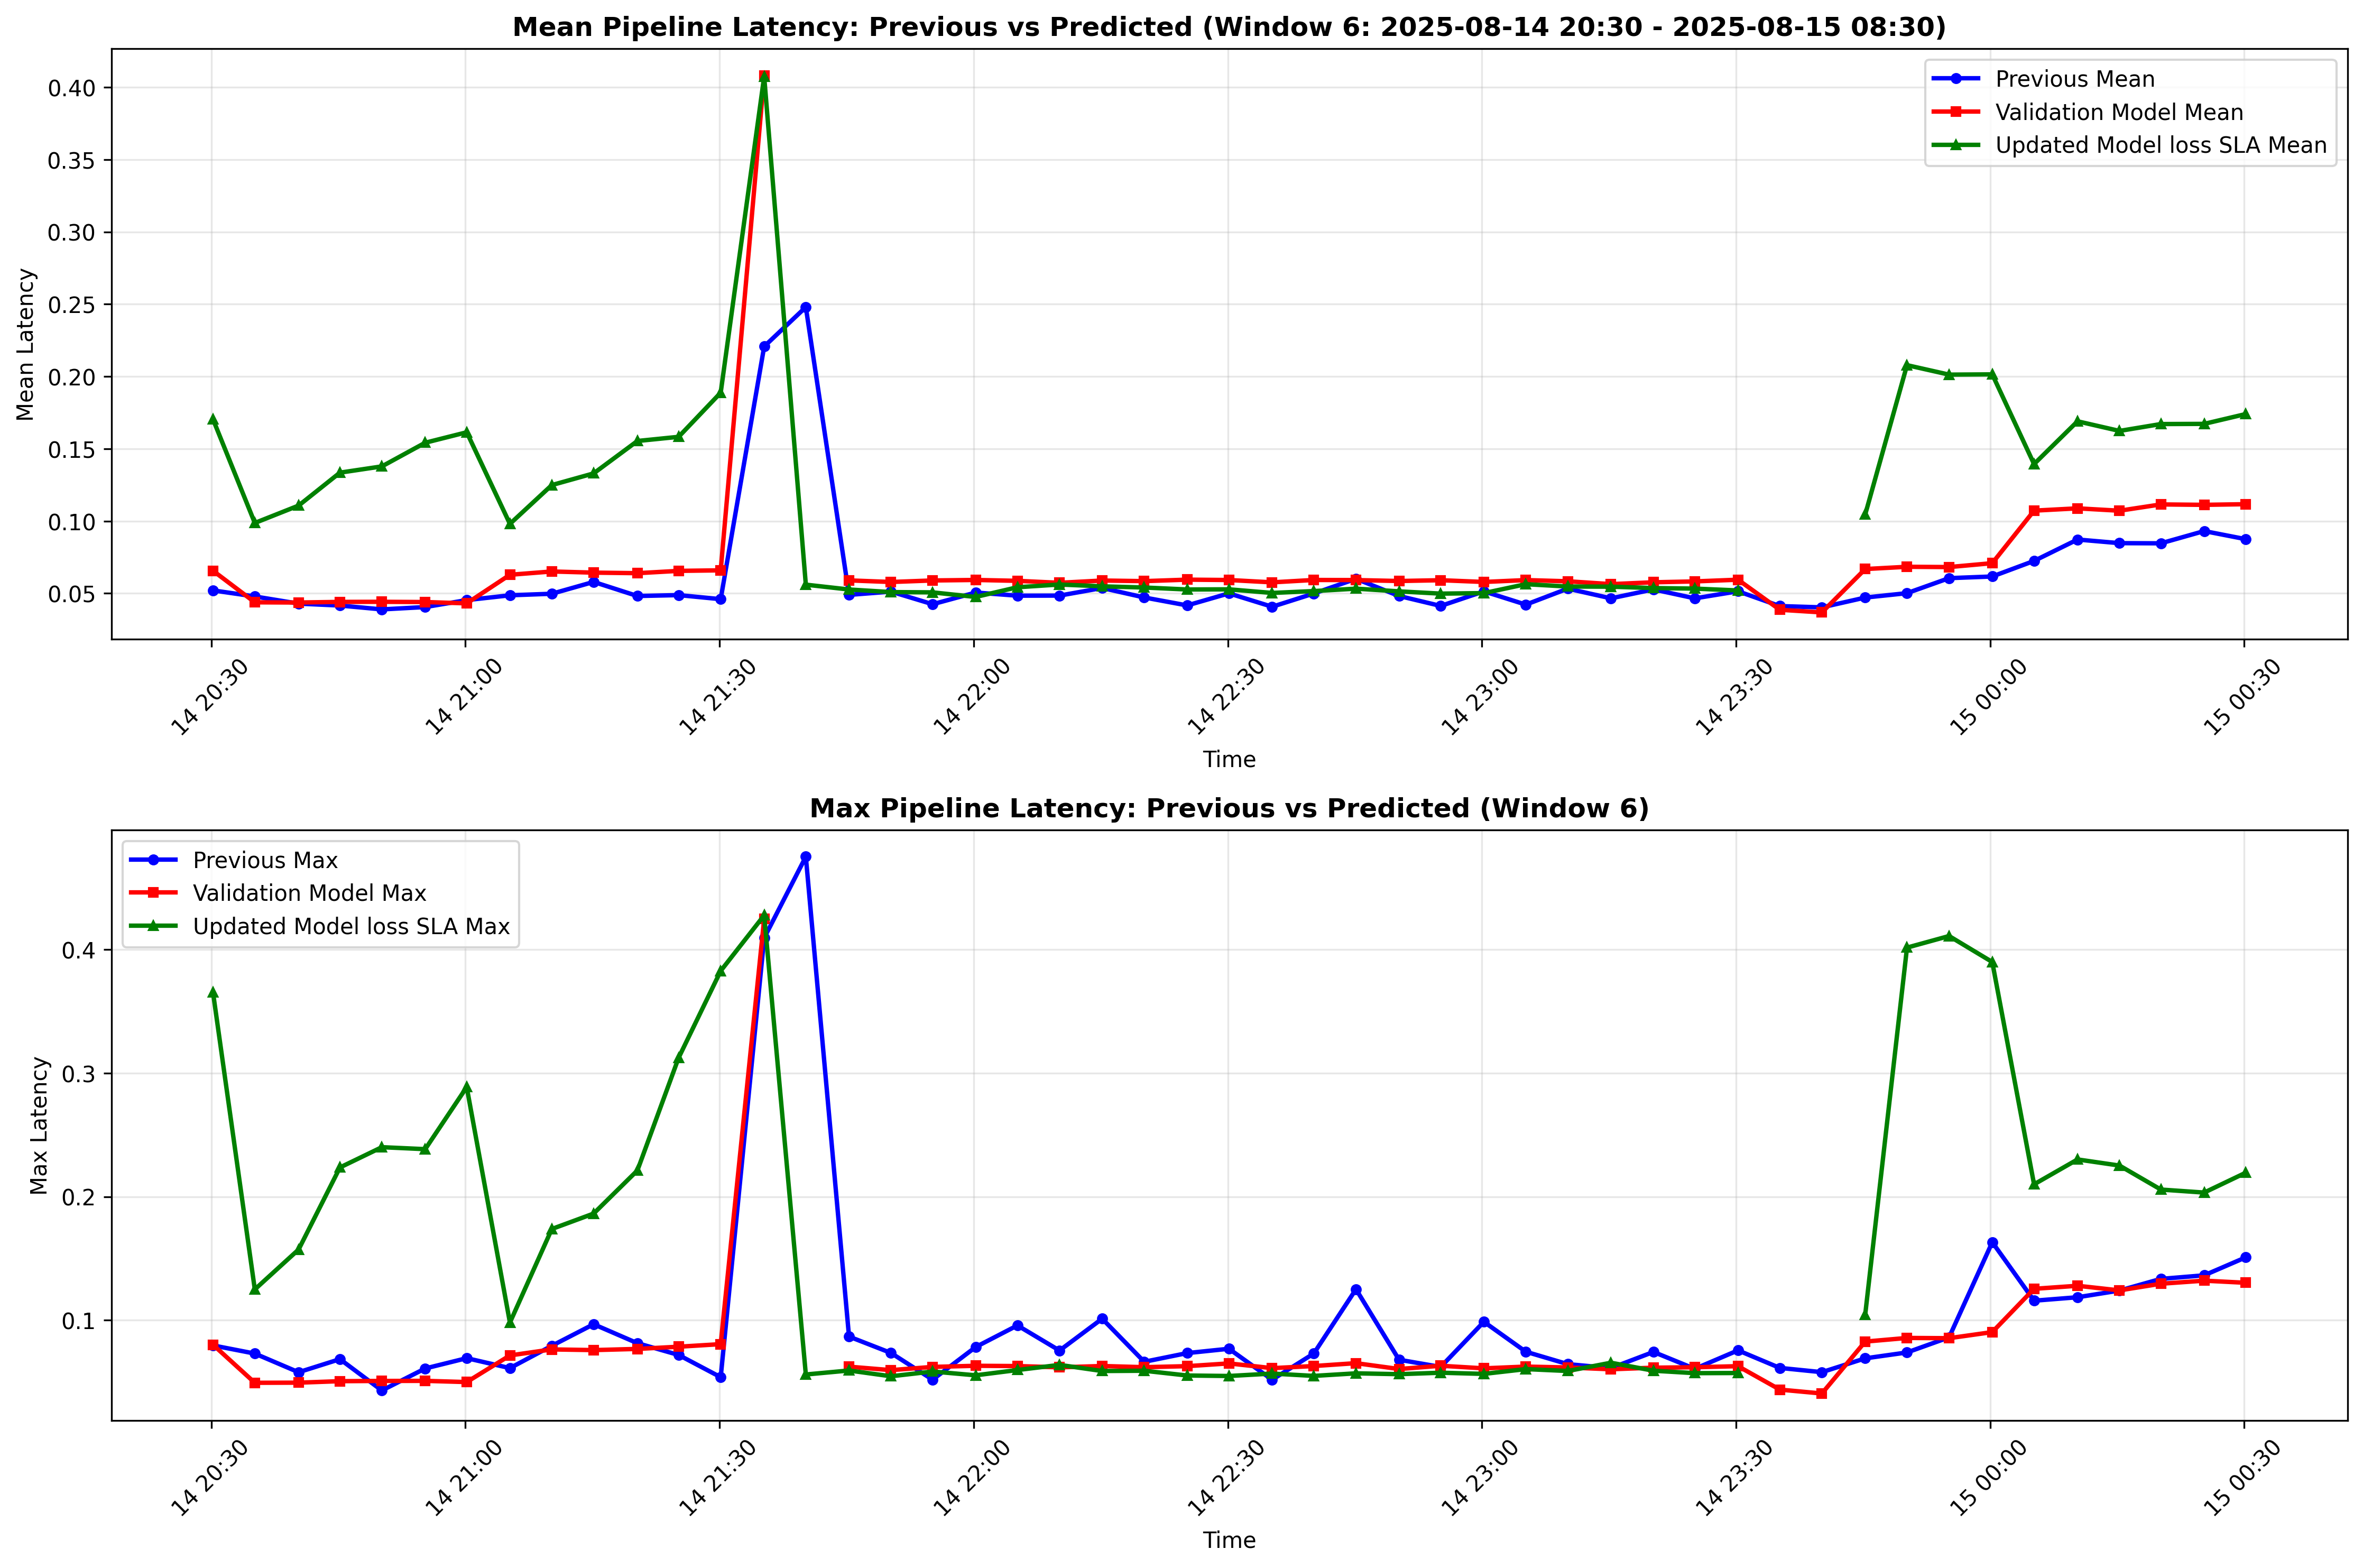 Mean Pipeline Latency: Previous vs Predicted (Window 6: 2025-08-14 20:30 - 2025-08-15 08:30)
Previous Mean
Validation Model Mean
Updated Model loss SLA Mean
Mean Latency
0.40
0.35
0.30
0.25
0.20
0.15
0.10
0.05
14 20:30
14 21:00
14 21:30
14 22:00
14 22:30
14 23:00
14 23:30
15 00:00
15 00:30
Time
Max Pipeline Latency: Previous vs Predicted (Window 6)
Previous Max
Validation Model Max
Updated Model loss SLA Max
Max Latency
0.4
0.3
0.2
0.1
14 20:30
14 21:00
14 21:30
14 22:00
14 22:30
14 23:00
14 23:30
15 00:00
15 00:30
Time